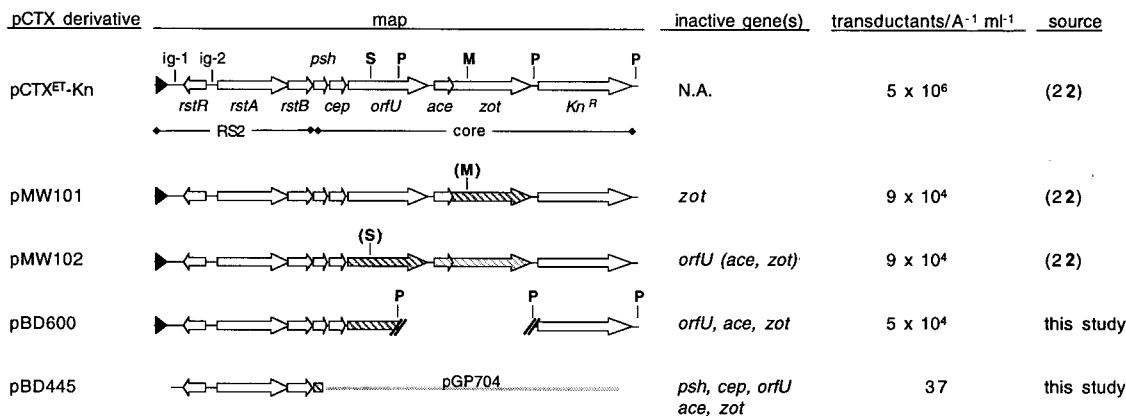 pCTX derivative map inactive gene(s) transductants/A⁻¹ ml⁻¹ source
ig-1 ig-2 psh S P M P P
pCTXᴱᵀ-Kn N.A. 5 x 10⁶ (22)
rstR rstA rstB cep orfU ace zot Kn ᴿ
RS2 core
(M)
pMW101 zot 9 x 10⁴ (22)
(S)
pMW102 orfU (ace, zot) 9 x 10⁴ (22)
P P P
pBD600 orfU, ace, zot 5 x 10⁴ this study
pBD445 pGP704 psh, cep, orfU 37 this study
ace, zot